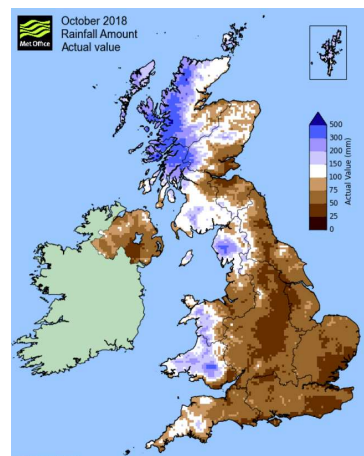 Met Office
October 2018
Rainfall Amount
Actual value
500
300
200
150
100
75
50
25
0
Actual Value (mm)